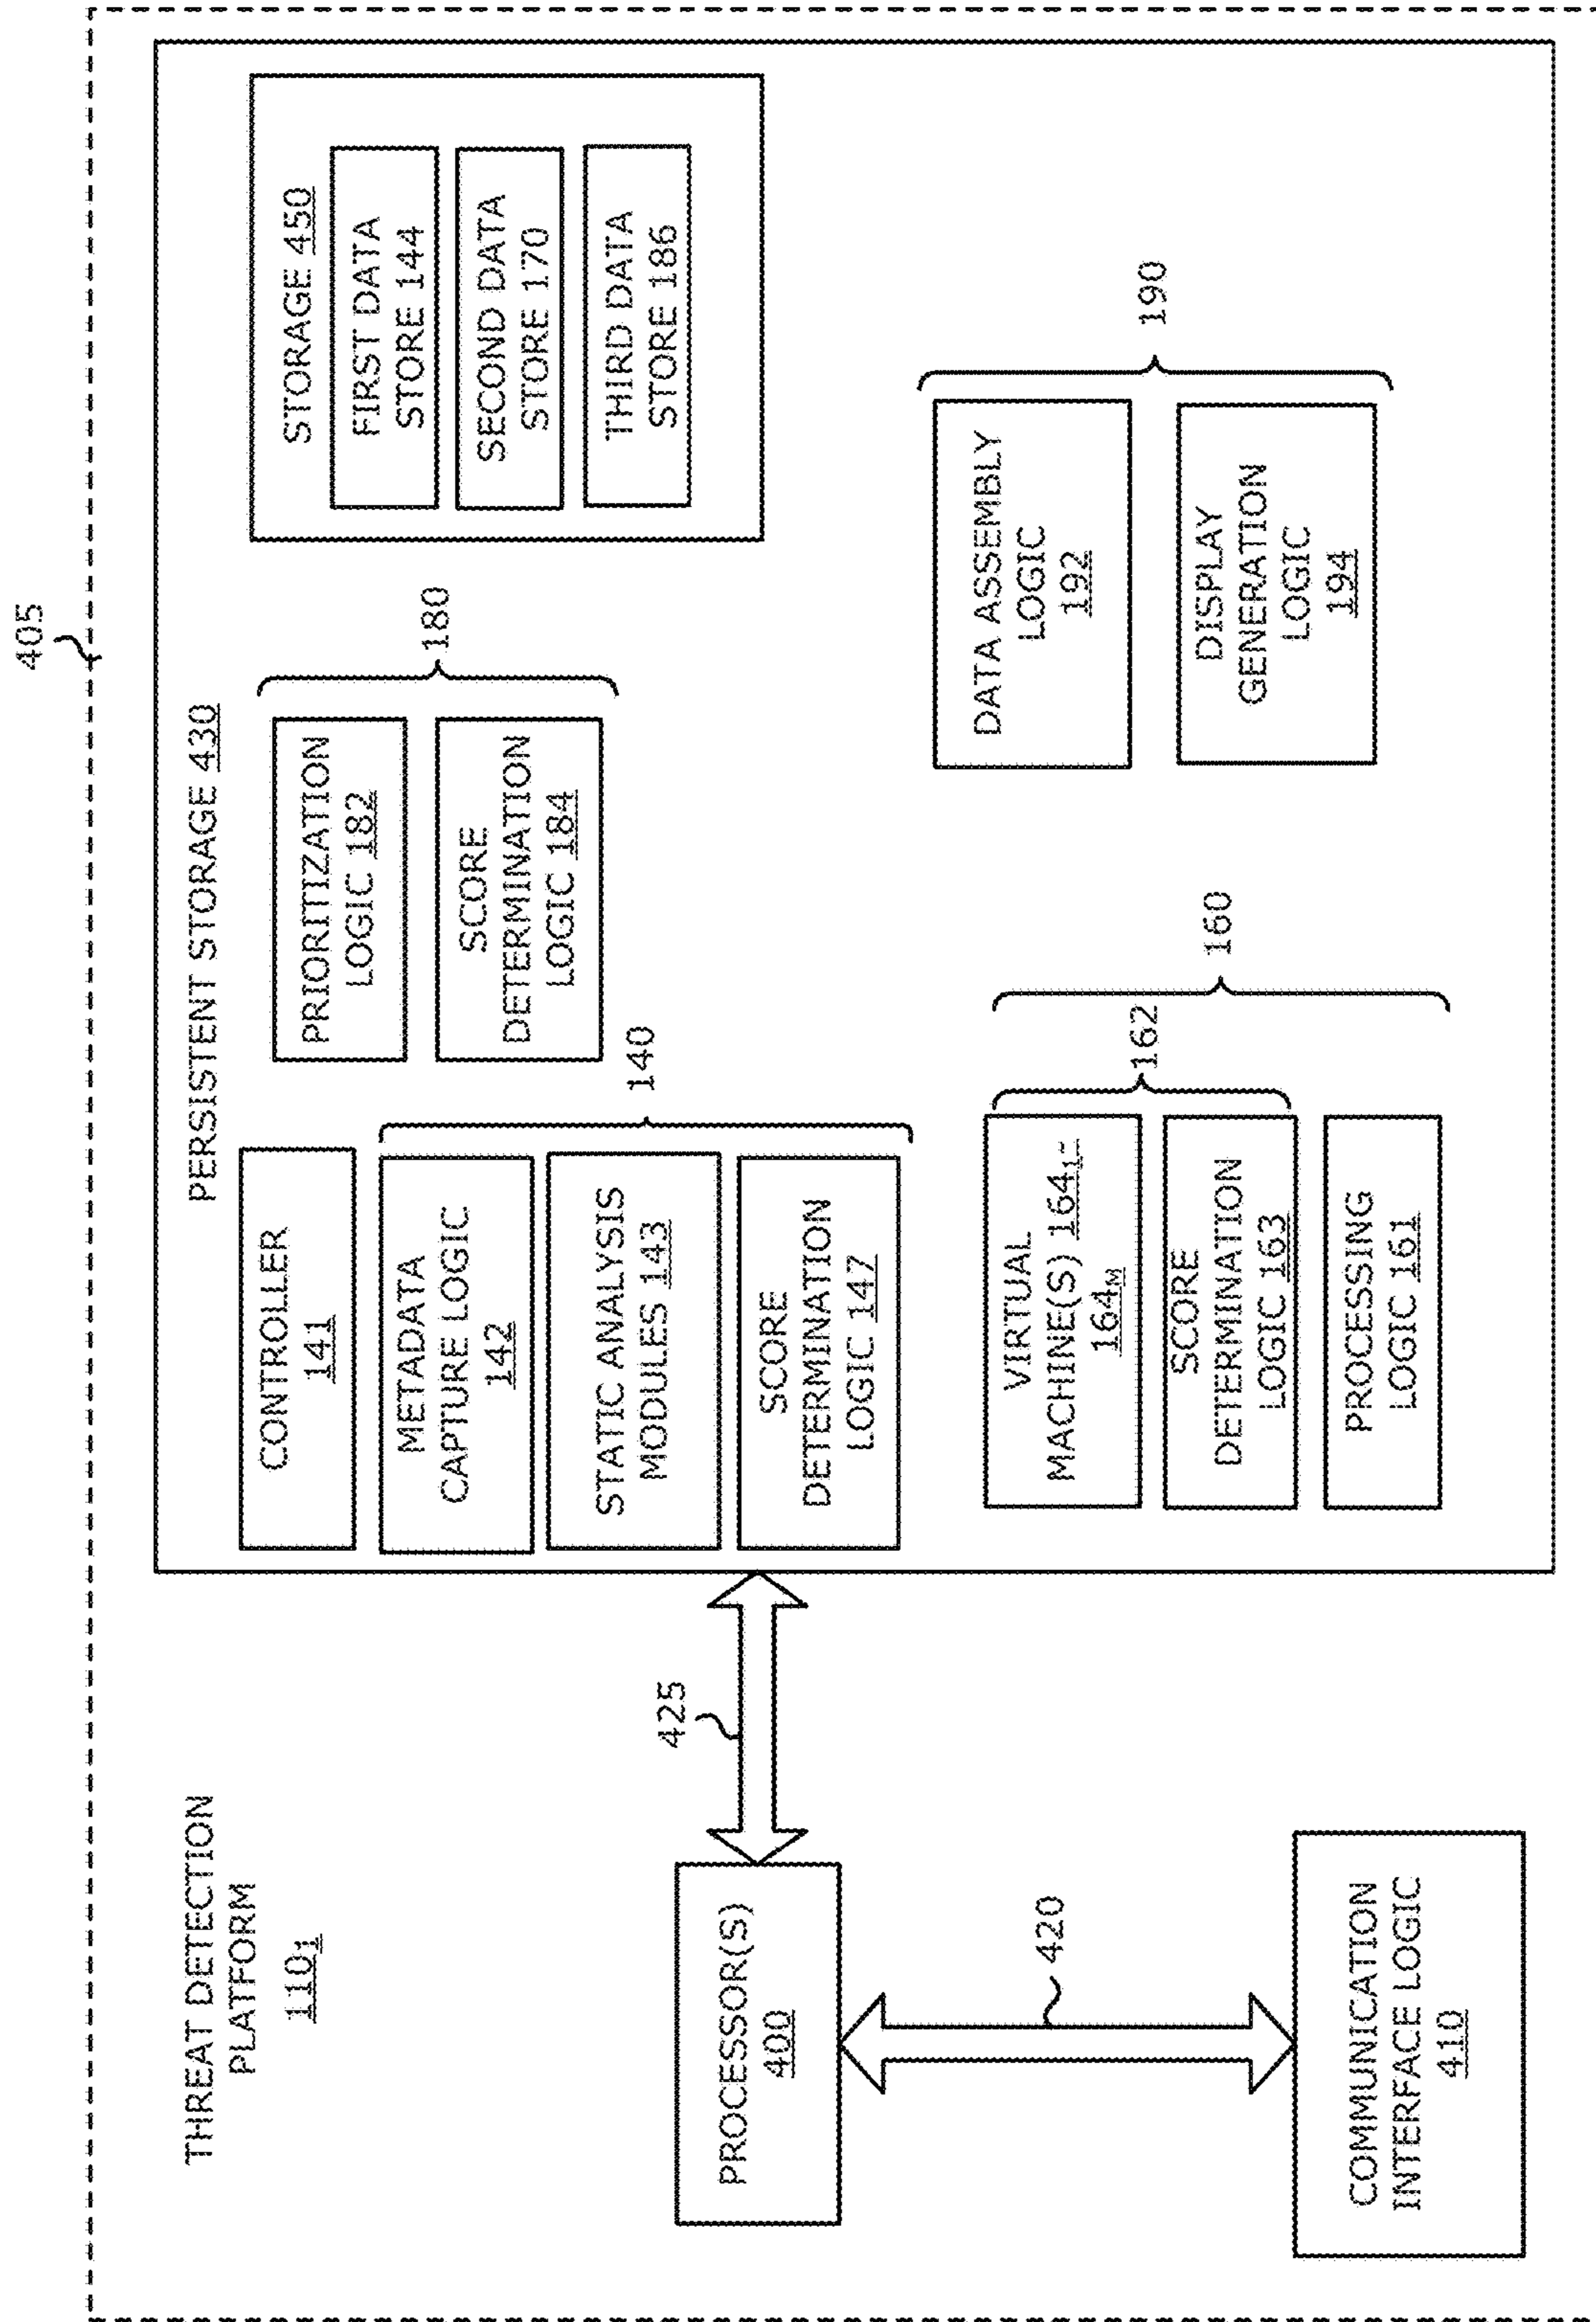 405
THREAT DETECTION
PLATFORM
110₁
PROCESSOR(S)
400
425
420
COMMUNICATION
INTERFACE LOGIC
410
PERSISTENT STORAGE 430
CONTROLLER
141
METADATA
CAPTURE LOGIC
142
STATIC ANALYSIS
MODULES 143
SCORE
DETERMINATION
LOGIC 147
140
PRIORITIZATION
LOGIC 182
SCORE
DETERMINATION
LOGIC 184
180
STORAGE 450
FIRST DATA
STORE 144
SECOND DATA
STORE 170
THIRD DATA
STORE 186
VIRTUAL
MACHINE(S) 164₁-
164M
SCORE
DETERMINATION
LOGIC 163
162
PROCESSING
LOGIC 161
160
DATA ASSEMBLY
LOGIC
192
DISPLAY
GENERATION
LOGIC
194
190